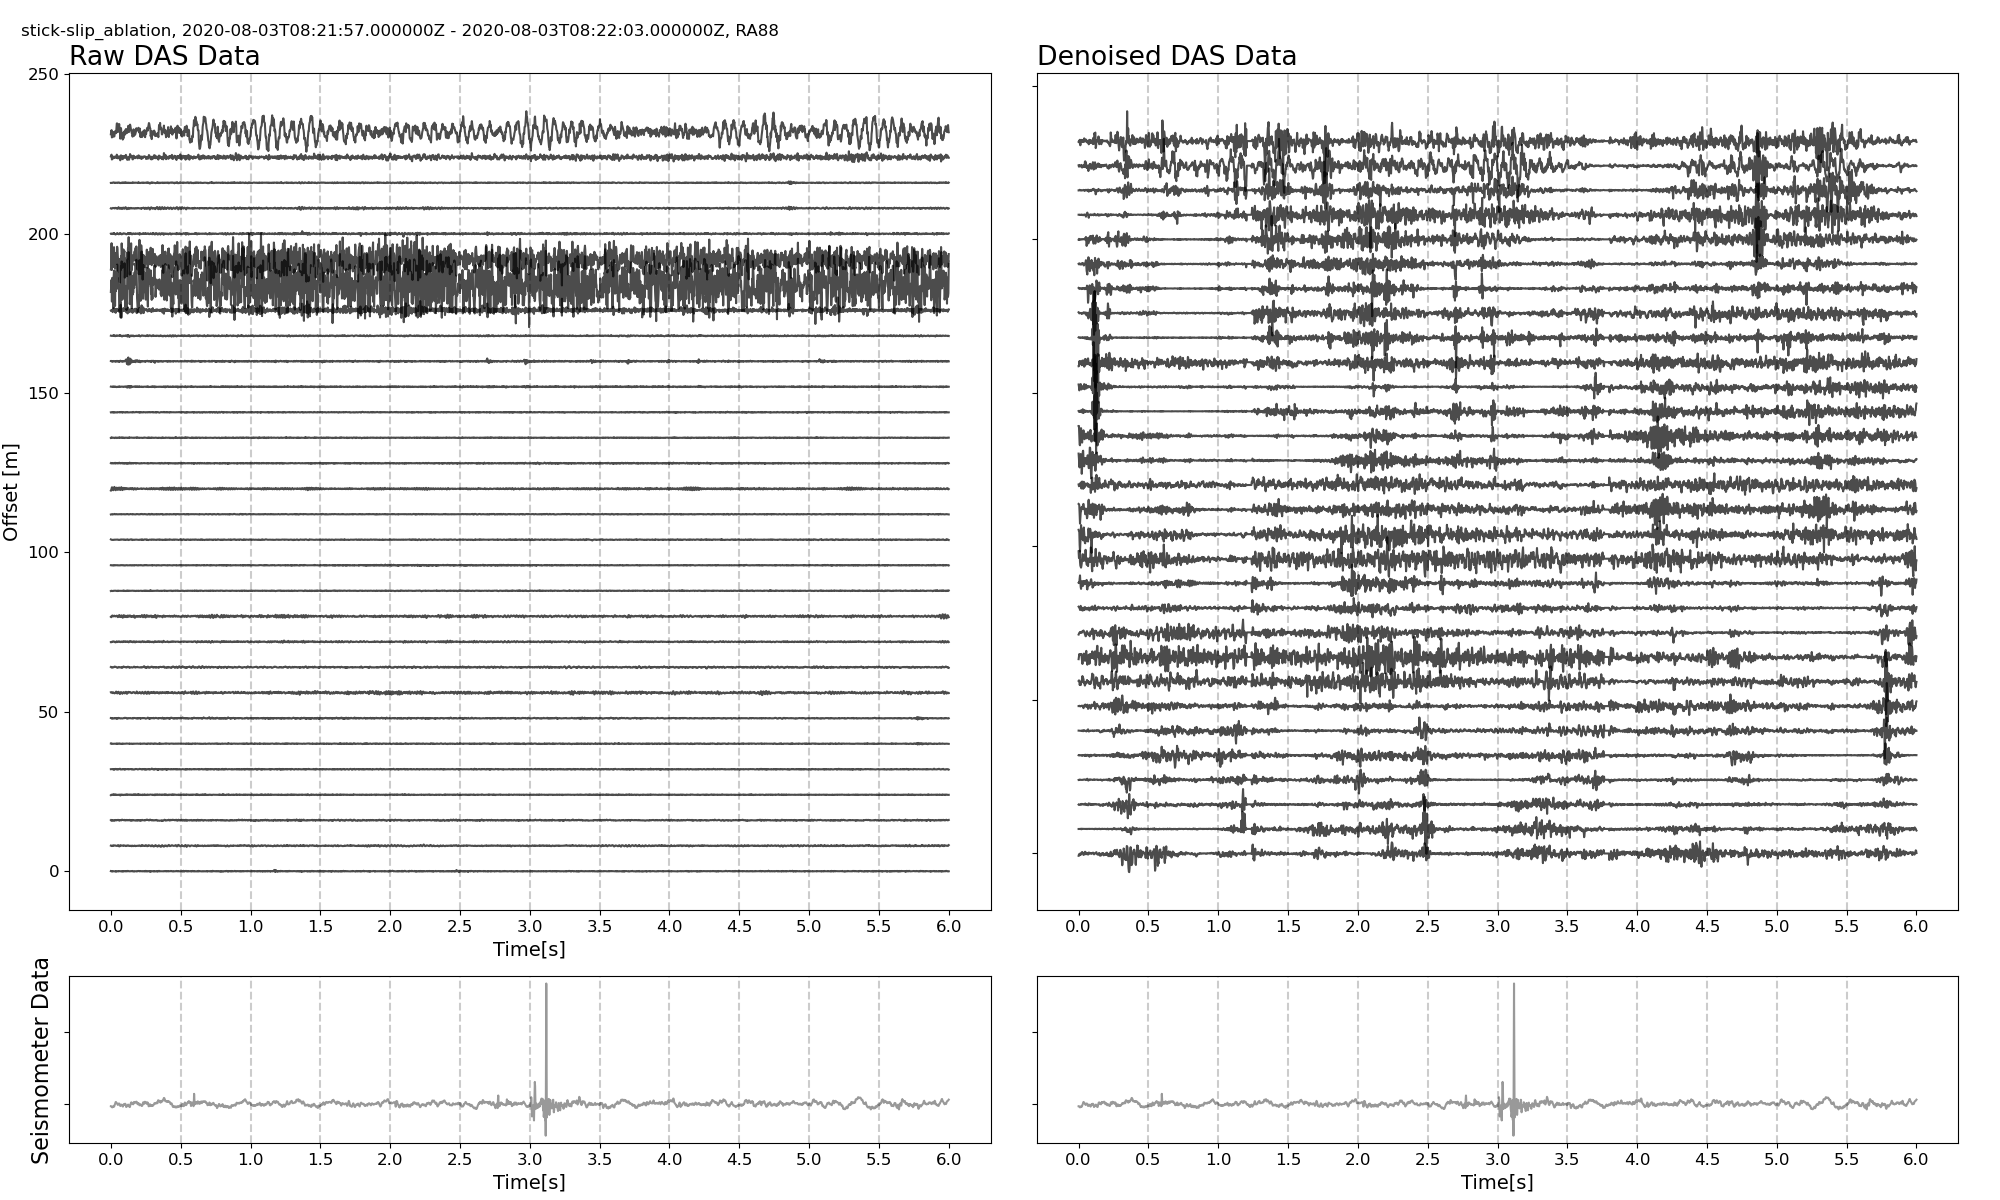 stick-slip_ablation, 2020-08-03T08:21:57.000000Z - 2020-08-03T08:22:03.000000Z, RA88
Raw DAS Data
Denoised DAS Data
250
200
150
100
50
0
Offset [m]
0.0 0.5 1.0 1.5 2.0 2.5 3.0 3.5 4.0 4.5 5.0 5.5 6.0
Time[s]
0.0 0.5 1.0 1.5 2.0 2.5 3.0 3.5 4.0 4.5 5.0 5.5 6.0
Seismometer Data
0.0 0.5 1.0 1.5 2.0 2.5 3.0 3.5 4.0 4.5 5.0 5.5 6.0
Time[s]
0.0 0.5 1.0 1.5 2.0 2.5 3.0 3.5 4.0 4.5 5.0 5.5 6.0
Time[s]